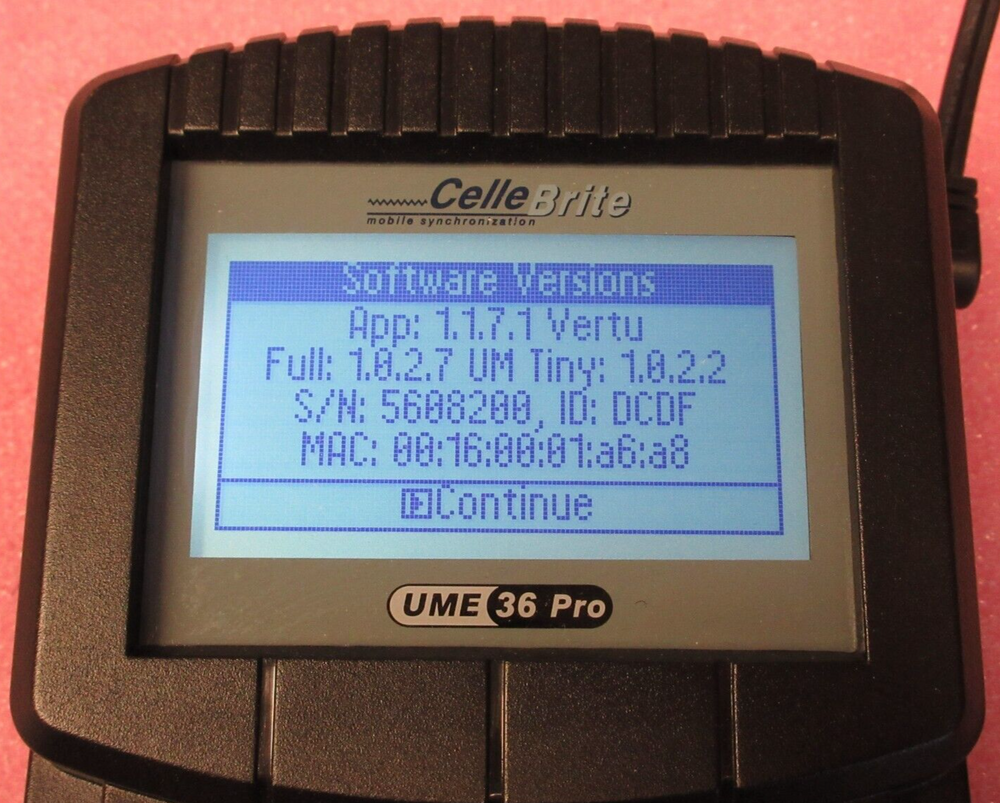 CelleBrite
mobile synchronization
Software Versions
App: 1.1.7.1 Vertu
Full: 1.0.2.7 UM Tiny: 1.0.2.2
S/N: 5608200, ID: DCDF
MAC: 00:16:00:01:a6:a8
Continue
UME 36 Pro